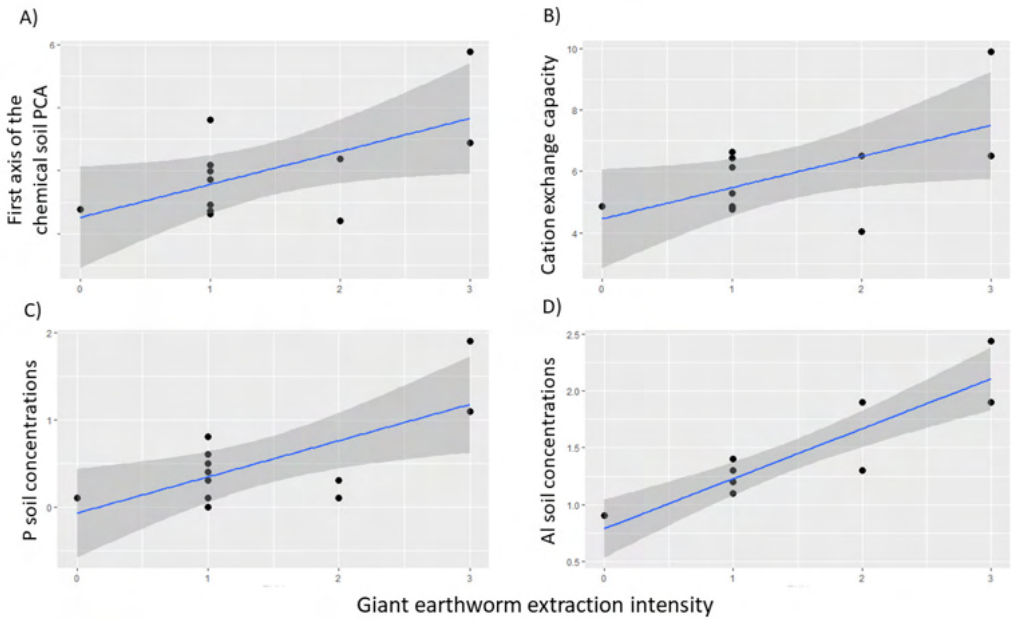 A)
First axis of the
chemical soil PCA
6
0
1
2
3
B)
Cation exchange capacity
10
8
6
4
0
1
2
3
C)
P soil concentrations
2
1
0
0
1
2
3
D)
Al soil concentrations
2.5
2.0
1.5
1.0
0.5
0
1
2
3
Giant earthworm extraction intensity